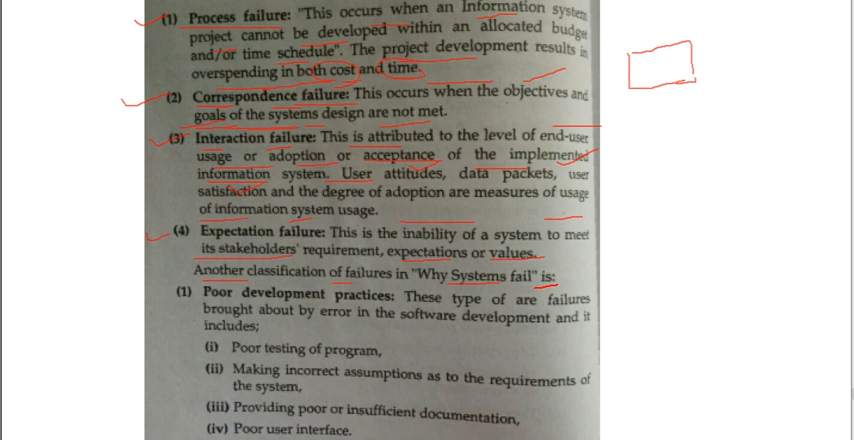 (1) Process failure: "This occurs when an Information system
project cannot be developed within an allocated budget
and/or time schedule". The project development results in
overspending in both cost and time.
(2) Correspondence failure: This occurs when the objectives and
goals of the systems design are not met.
(3) Interaction failure: This is attributed to the level of end-user
usage or adoption or acceptance of the implemented
information system. User attitudes, data packets, user
satisfaction and the degree of adoption are measures of usage
of information system usage.
(4) Expectation failure: This is the inability of a system to meet
its stakeholders' requirement, expectations or values.
Another classification of failures in "Why Systems fail" is:
(1) Poor development practices: These type of are failures
brought about by error in the software development and it
includes;
(i) Poor testing of program,
(ii) Making incorrect assumptions as to the requirements of
the system,
(iii) Providing poor or insufficient documentation,
(iv) Poor user interface.